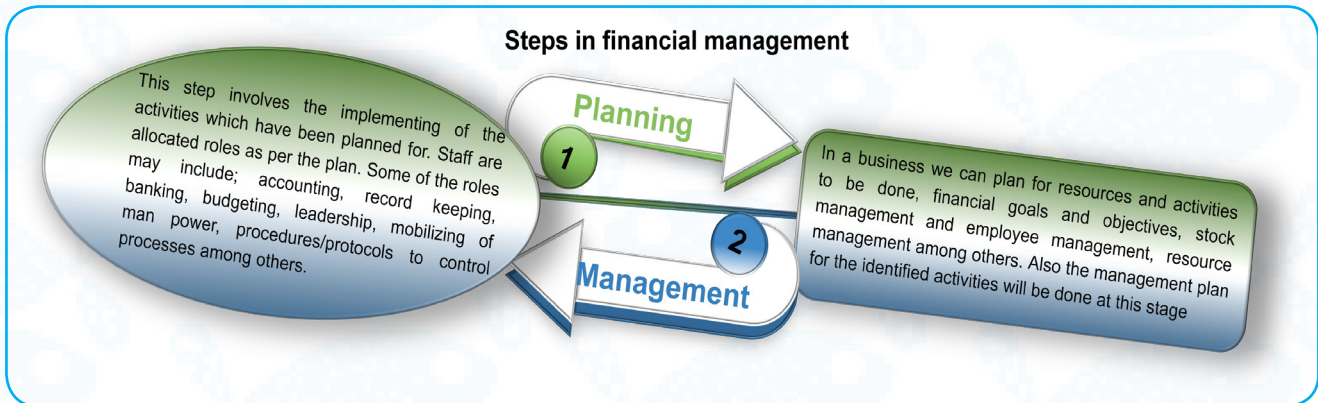 Steps in financial management
This step involves the implementing of the
activities which have been planned for. Staff are
allocated roles as per the plan. Some of the roles
may include; accounting, record keeping,
banking, budgeting, leadership, mobilizing of
man power, procedures/protocols to control
processes among others.
Planning
1
2
Management
In a business we can plan for resources and activities
to be done, financial goals and objectives, stock
management and employee management, resource
management among others. Also the management plan
for the identified activities will be done at this stage